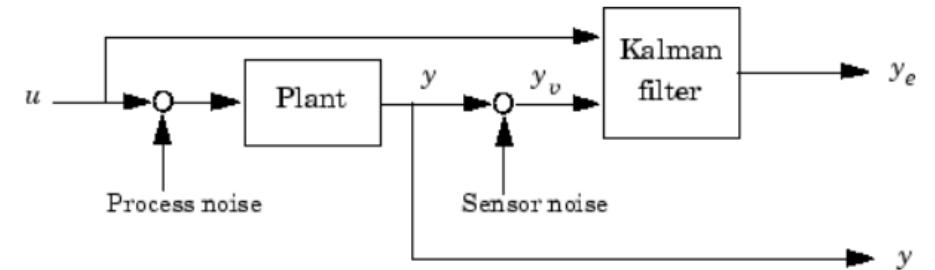 Kalman
filter
y
y_v
y_e
u
Plant
Process noise
Sensor noise
y